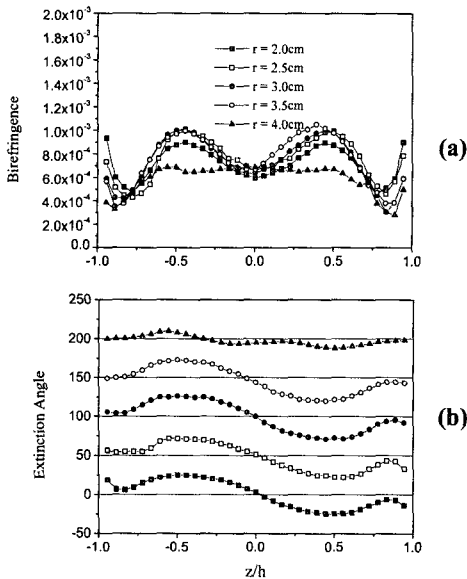 2.0x10⁻³
1.8x10⁻³
1.6x10⁻³
1.4x10⁻³
1.2x10⁻³
1.0x10⁻³
8.0x10⁻⁴
6.0x10⁻⁴
4.0x10⁻⁴
2.0x10⁻⁴
0.0
Birefringence
r = 2.0cm
r = 2.5cm
r = 3.0cm
r = 3.5cm
r = 4.0cm
(a)
-1.0 -0.5 0.0 0.5 1.0
250
200
150
100
50
0
-50
Extinction Angle
(b)
-1.0 -0.5 0.0 0.5 1.0
z/h